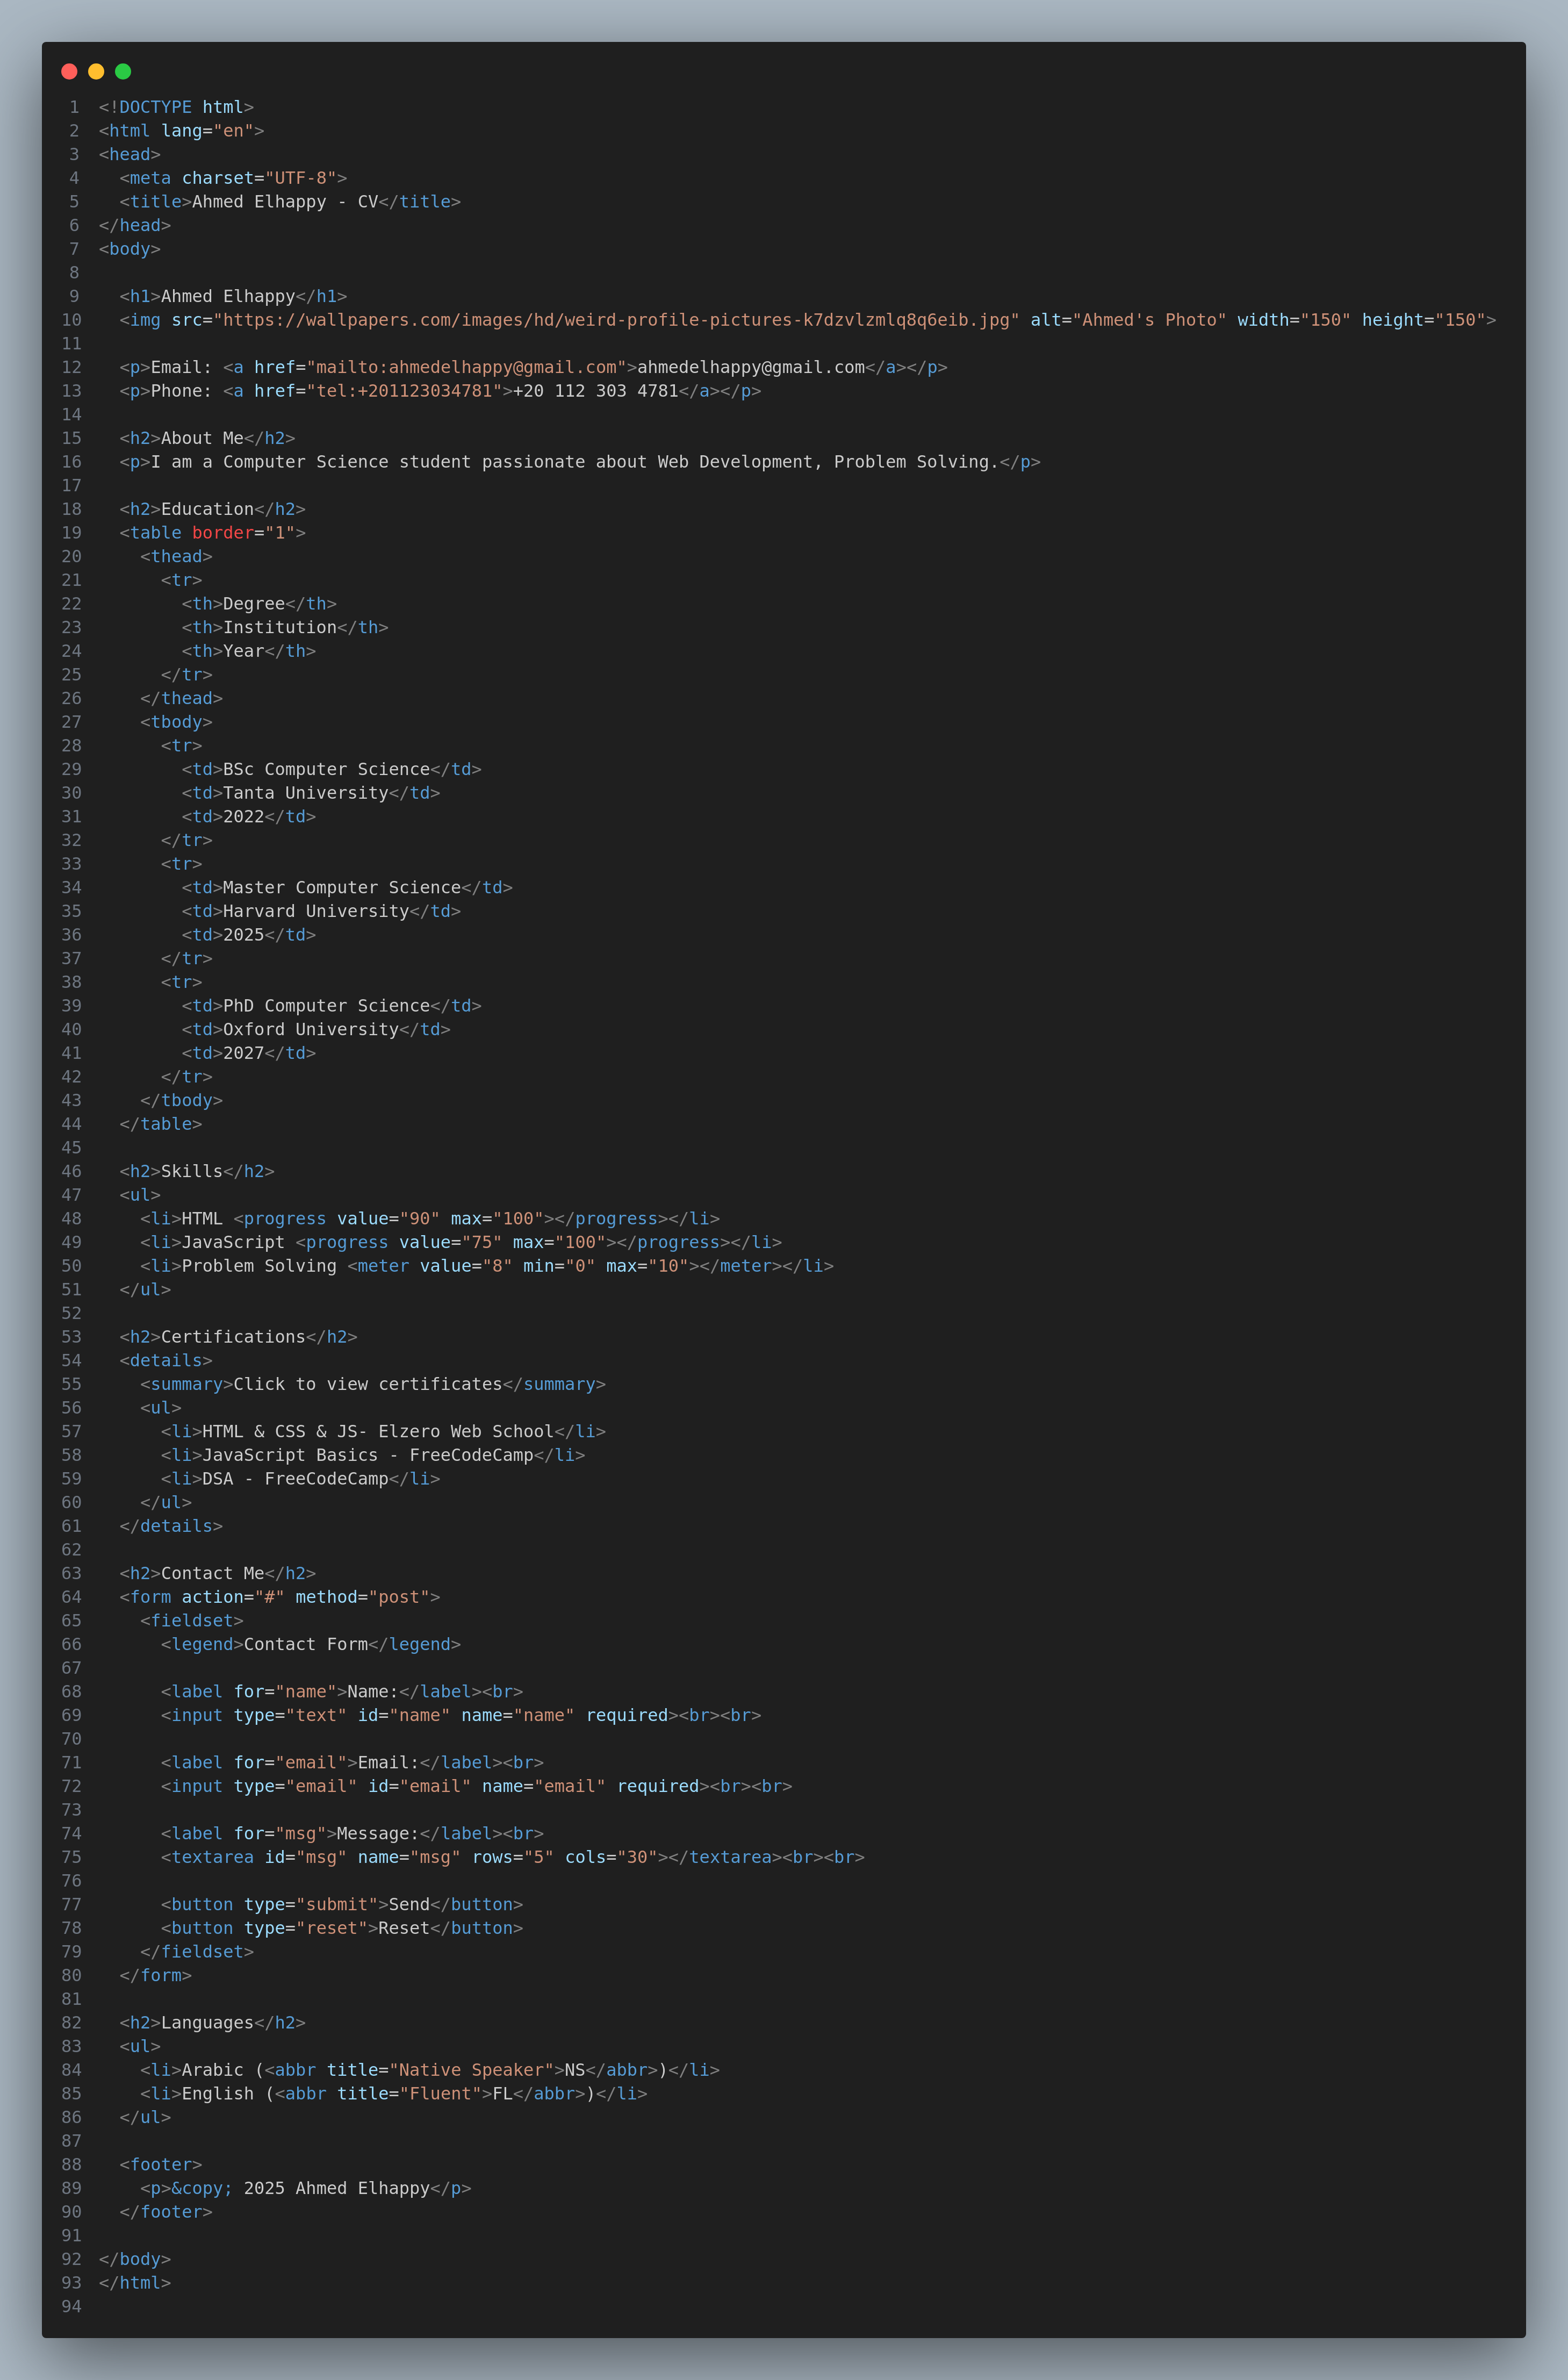 1 <!DOCTYPE html>
2 <html lang="en">
3 <head>
4   <meta charset="UTF-8">
5   <title>Ahmed Elhappy - CV</title>
6 </head>
7 <body>
8
9   <h1>Ahmed Elhappy</h1>
10   <img src="https://wallpapers.com/images/hd/weird-profile-pictures-k7dzvlzmlq8q6eib.jpg" alt="Ahmed's Photo" width="150" height="150">
11
12   <p>Email: <a href="mailto:ahmedelhappy@gmail.com">ahmedelhappy@gmail.com</a></p>
13   <p>Phone: <a href="tel:+201123034781">+20 112 303 4781</a></p>
14
15   <h2>About Me</h2>
16   <p>I am a Computer Science student passionate about Web Development, Problem Solving.</p>
17
18   <h2>Education</h2>
19   <table border="1">
20     <thead>
21       <tr>
22         <th>Degree</th>
23         <th>Institution</th>
24         <th>Year</th>
25       </tr>
26     </thead>
27     <tbody>
28       <tr>
29         <td>BSc Computer Science</td>
30         <td>Tanta University</td>
31         <td>2022</td>
32       </tr>
33       <tr>
34         <td>Master Computer Science</td>
35         <td>Harvard University</td>
36         <td>2025</td>
37       </tr>
38       <tr>
39         <td>PhD Computer Science</td>
40         <td>Oxford University</td>
41         <td>2027</td>
42       </tr>
43     </tbody>
44   </table>
45
46   <h2>Skills</h2>
47   <ul>
48     <li>HTML <progress value="90" max="100"></progress></li>
49     <li>JavaScript <progress value="75" max="100"></progress></li>
50     <li>Problem Solving <meter value="8" min="0" max="10"></meter></li>
51   </ul>
52
53   <h2>Certifications</h2>
54   <details>
55     <summary>Click to view certificates</summary>
56     <ul>
57       <li>HTML & CSS & JS- Elzero Web School</li>
58       <li>JavaScript Basics - FreeCodeCamp</li>
59       <li>DSA - FreeCodeCamp</li>
60     </ul>
61   </details>
62
63   <h2>Contact Me</h2>
64   <form action="#" method="post">
65     <fieldset>
66       <legend>Contact Form</legend>
67
68       <label for="name">Name:</label><br>
69       <input type="text" id="name" name="name" required><br><br>
70
71       <label for="email">Email:</label><br>
72       <input type="email" id="email" name="email" required><br><br>
73
74       <label for="msg">Message:</label><br>
75       <textarea id="msg" name="msg" rows="5" cols="30"></textarea><br><br>
76
77       <button type="submit">Send</button>
78       <button type="reset">Reset</button>
79     </fieldset>
80   </form>
81
82   <h2>Languages</h2>
83   <ul>
84     <li>Arabic (<abbr title="Native Speaker">NS</abbr>)</li>
85     <li>English (<abbr title="Fluent">FL</abbr>)</li>
86   </ul>
87
88   <footer>
89     <p>&copy; 2025 Ahmed Elhappy</p>
90   </footer>
91
92 </body>
93 </html>
94